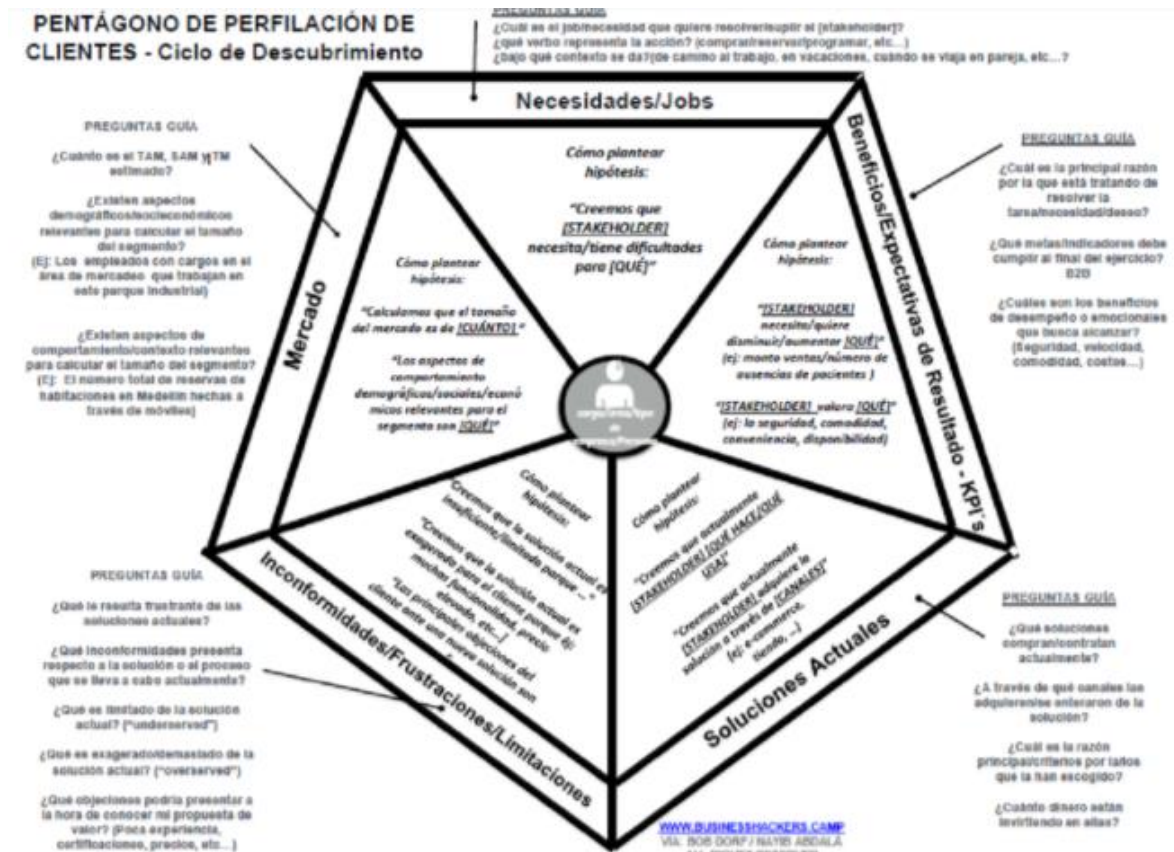 PENTÁGONO DE PERFILACIÓN DE
CLIENTES - Ciclo de Descubrimiento
PREGUNTAS GUÍA
¿Cuál es el job/necesidad que quiere resolver/suplir el [stakeholder]?
¿qué verbo representa la acción? (comprar/reservar/programar, etc...)
¿bajo qué contexto se da?(de camino al trabajo, en vacaciones, cuando se viaja en pareja, etc...?
Necesidades/Jobs
Cómo plantear
hipótesis:
"Creemos que
[STAKEHOLDER]
necesita/tiene dificultades
para [QUÉ]"
Beneficios/Expectativas de Resultado - KPI's
PREGUNTAS GUÍA
¿Cuál es la principal razón
por la que está tratando de
resolver la
tarea/necesidad/deseo?
¿Qué metas/indicadores debe
cumplir al final del ejercicio?
B2B
¿Cuáles son los beneficios
de desempeño o emocionales
que busca alcanzar?
(Seguridad, velocidad,
comodidad, costos...)
Cómo plantear
hipótesis:
"[STAKEHOLDER]
necesita/quiere
disminuir/aumentar [QUÉ]"
(ej: monto ventas/número de
ausencias de pacientes )
"[STAKEHOLDER] valora [QUÉ]"
(ej: la seguridad, comodidad,
conveniencia, disponibilidad)
PREGUNTAS GUÍA
¿Cuánto es el TAM, SAM y TM
estimado?
¿Existen aspectos
demográficos/socioeconómicos
relevantes para calcular el tamaño
del segmento?
(Ej: Los empleados con cargos en el
área de mercadeo que trabajan en
este parque industrial)
¿Existen aspectos de
comportamiento/contexto relevantes
para calcular el tamaño del segmento?
(Ej: El número total de reservas de
habitaciones en Medellín hechas a
través de móviles)
Mercado
Cómo plantear
hipótesis:
"Calculamos que el tamaño
del mercado es de [CUÁNTO] "
"Los aspectos de
comportamiento
demográficos/sociales/econó
micos relevantes para el
segmento son [QUÉ]"
Inconformidades/Frustraciones/Limitaciones
Cómo plantear
hipótesis:
"Creemos que la solución actual es
insuficiente/limitada porque ..."
"Creemos que la solución actual es
exagerada para el cliente porque ej:
mucha funcionalidad, precio
elevado, etc...]
"Las principales objeciones del
cliente ante una nueva solución son
PREGUNTAS GUÍA
¿Qué le resulta frustrante de las
soluciones actuales?
¿Qué inconformidades presenta
respecto a la solución o el proceso
que se lleva a cabo actualmente?
¿Qué es limitado de la solución
actual? ("underserved")
¿Qué es exagerado/demasiado de la
solución actual? ("overserved")
¿Qué objeciones podría presentar a
la hora de conocer mi propuesta de
valor? (Poca experiencia,
certificaciones, precios, etc...)
Soluciones Actuales
Cómo plantear
hipótesis:
"Creemos que actualmente
[STAKEHOLDER] [QUÉ HACE/QUÉ
USA]"
"Creemos que actualmente
[STAKEHOLDER] adquiere la
solución a través de [CANALES]"
(ej: e-commerce,
tienda, ...)
PREGUNTAS GUÍA
¿Qué soluciones
compran/contratan
actualmente?
¿A través de qué canales las
adquieren/se enteraron de la
solución?
¿Cuál es la razón
principal/criterios por la/los
que la han escogido?
¿Cuánto dinero están
invirtiendo en ellas?
WWW.BUSINESSHACKERS.CAMP
VIA: BOB DORF / NAYIB ABDALÁ